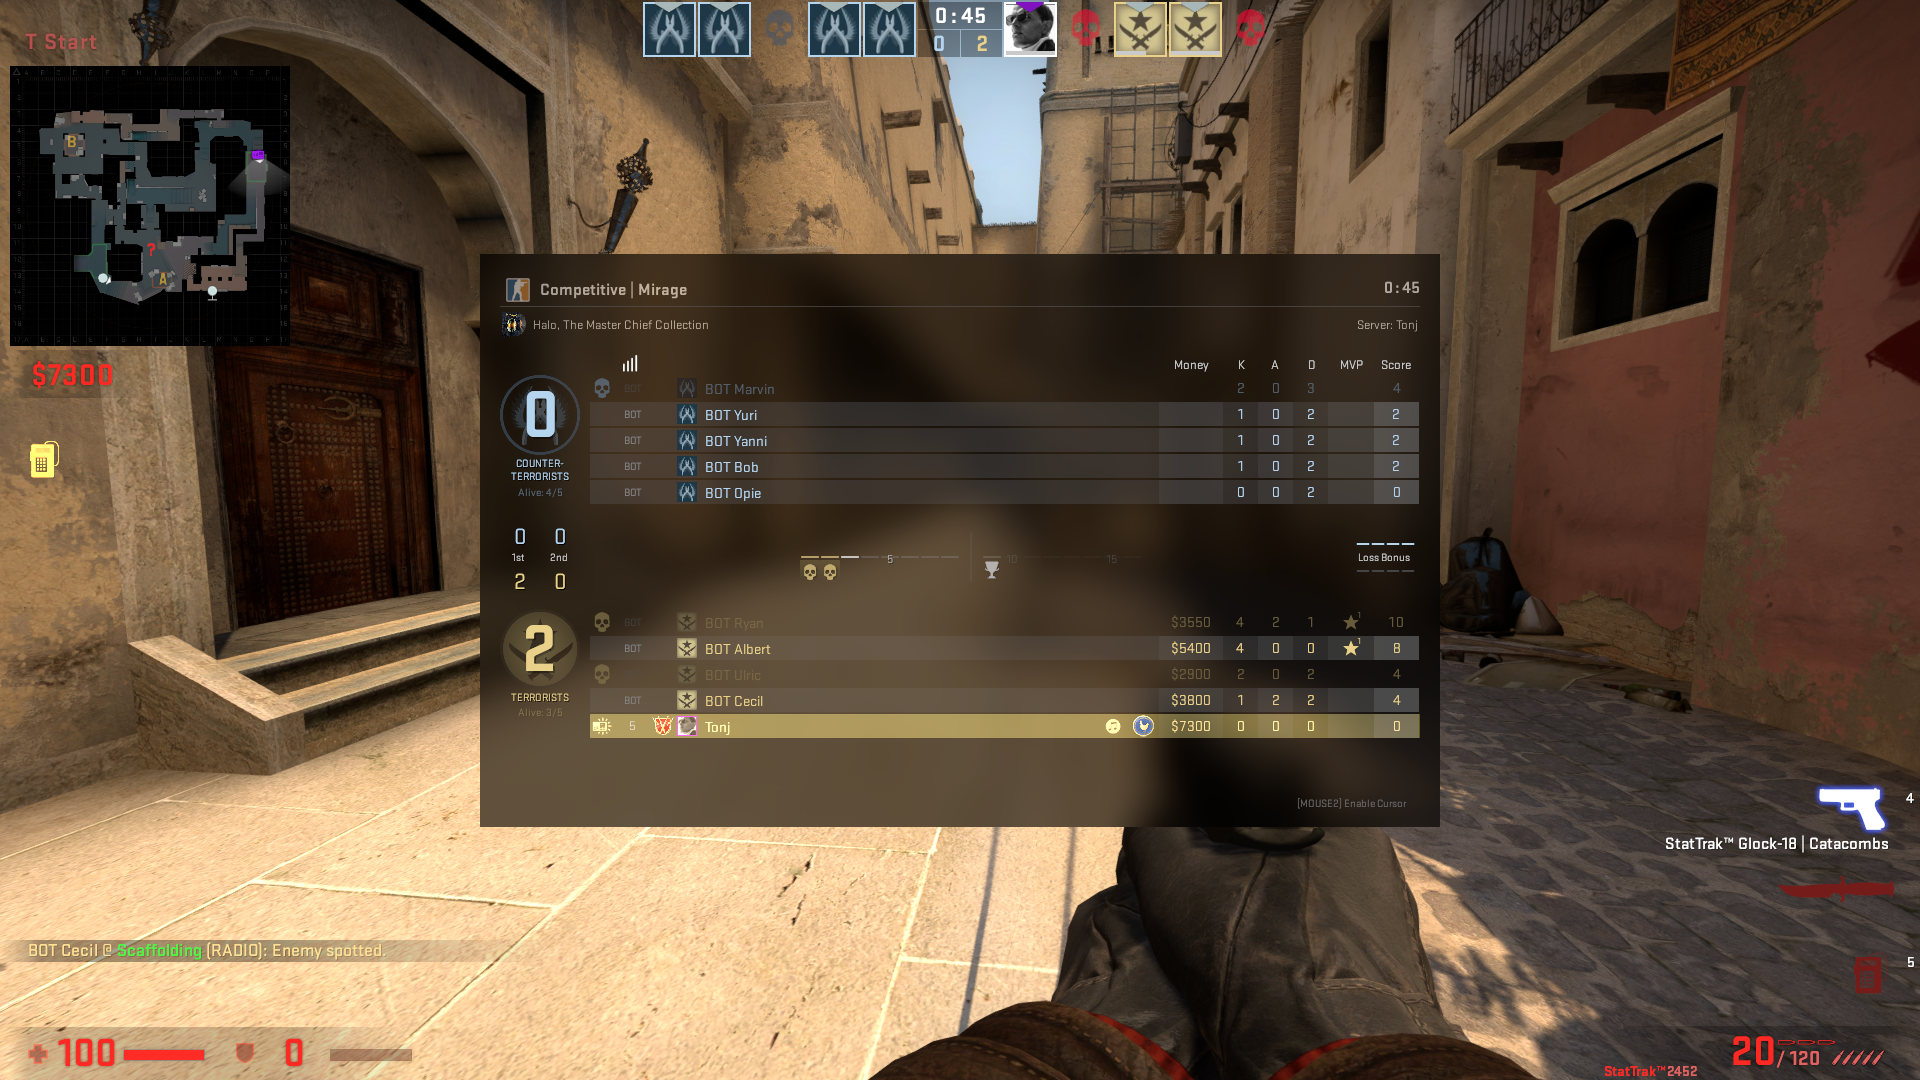 T Start
0:45
0 2
B
?
A
$7300
Competitive | Mirage
0:45
Halo, The Master Chief Collection
Server: Tonj
Money K A D MVP Score
BOT BOT Marvin 2 0 3 4
BOT BOT Yuri 1 0 2 2
BOT BOT Yanni 1 0 2 2
BOT BOT Bob 1 0 2 2
BOT BOT Opie 0 0 2 0
0
COUNTER-
TERRORISTS
Alive: 4/5
0 0
1st 2nd
2 0
5 10 15
Loss Bonus
BOT BOT Ryan $3550 4 2 1 1 10
BOT BOT Albert $5400 4 0 0 1 8
BOT Ulric $2900 2 0 2 4
BOT BOT Cecil $3800 1 2 2 4
5 Tonj $7300 0 0 0 0
2
TERRORISTS
Alive: 3/5
[MOUSE2] Enable Cursor
4
StatTrak™ Glock-18 | Catacombs
5
BOT Cecil @ Scaffolding (RADIO): Enemy spotted.
100 0
20 / 120
StatTrak™2452